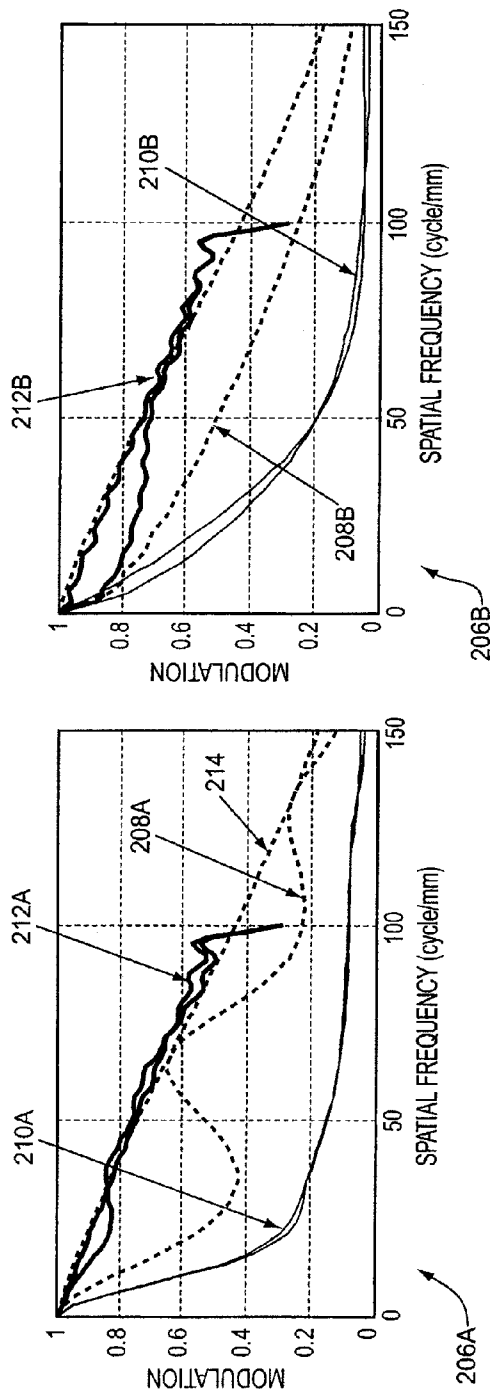 206A
MODULATION
1
0.8
0.6
0.4
0.2
0
0
50
100
150
SPATIAL FREQUENCY (cycle/mm)
210A
212A
208A
214
206B
MODULATION
1
0.8
0.6
0.4
0.2
0
0
50
100
150
SPATIAL FREQUENCY (cycle/mm)
212B
208B
210B